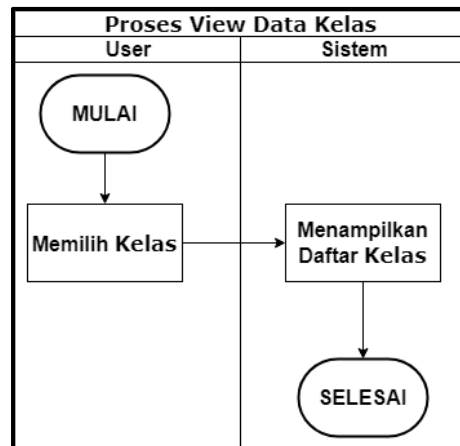 Proses View Data Kelas
User
Sistem
MULAI
Memilih Kelas
Menampilkan
Daftar Kelas
SELESAI